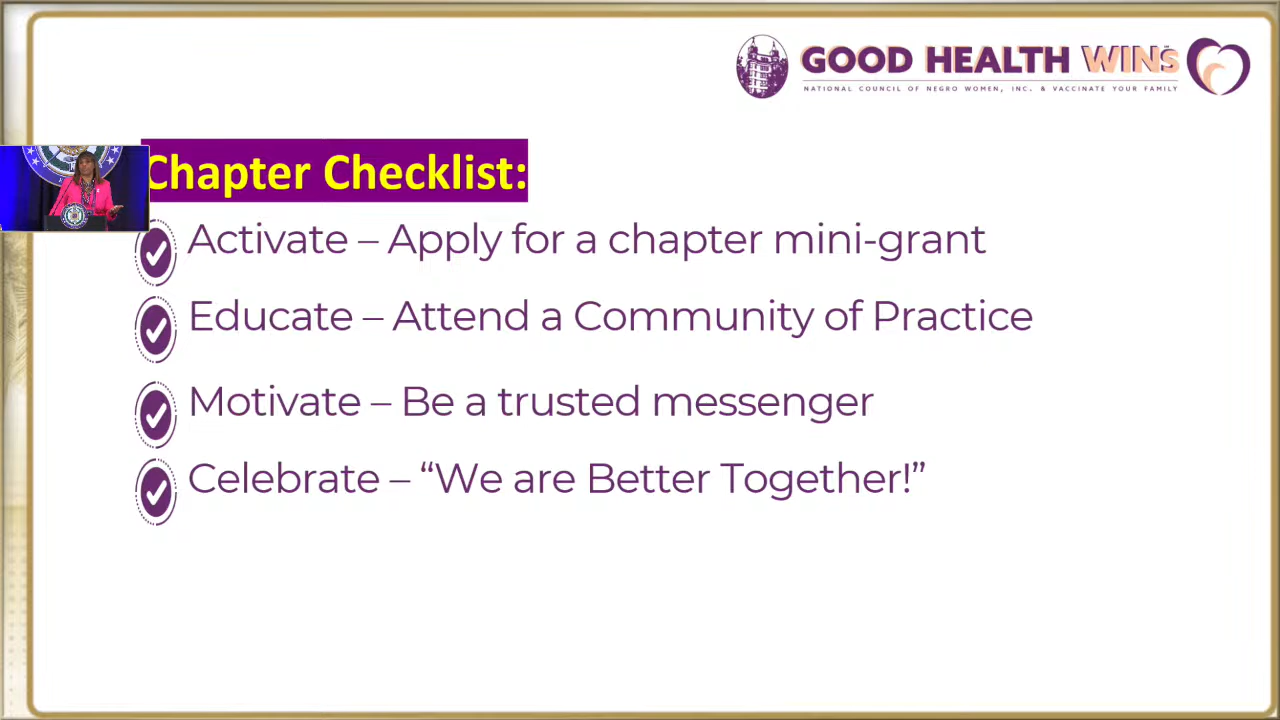 GOOD HEALTH WINs
NATIONAL COUNCIL OF NEGRO WOMEN, INC. & VACCINATE YOUR FAMILY
Chapter Checklist:
Activate – Apply for a chapter mini-grant
Educate – Attend a Community of Practice
Motivate – Be a trusted messenger
Celebrate – “We are Better Together!”